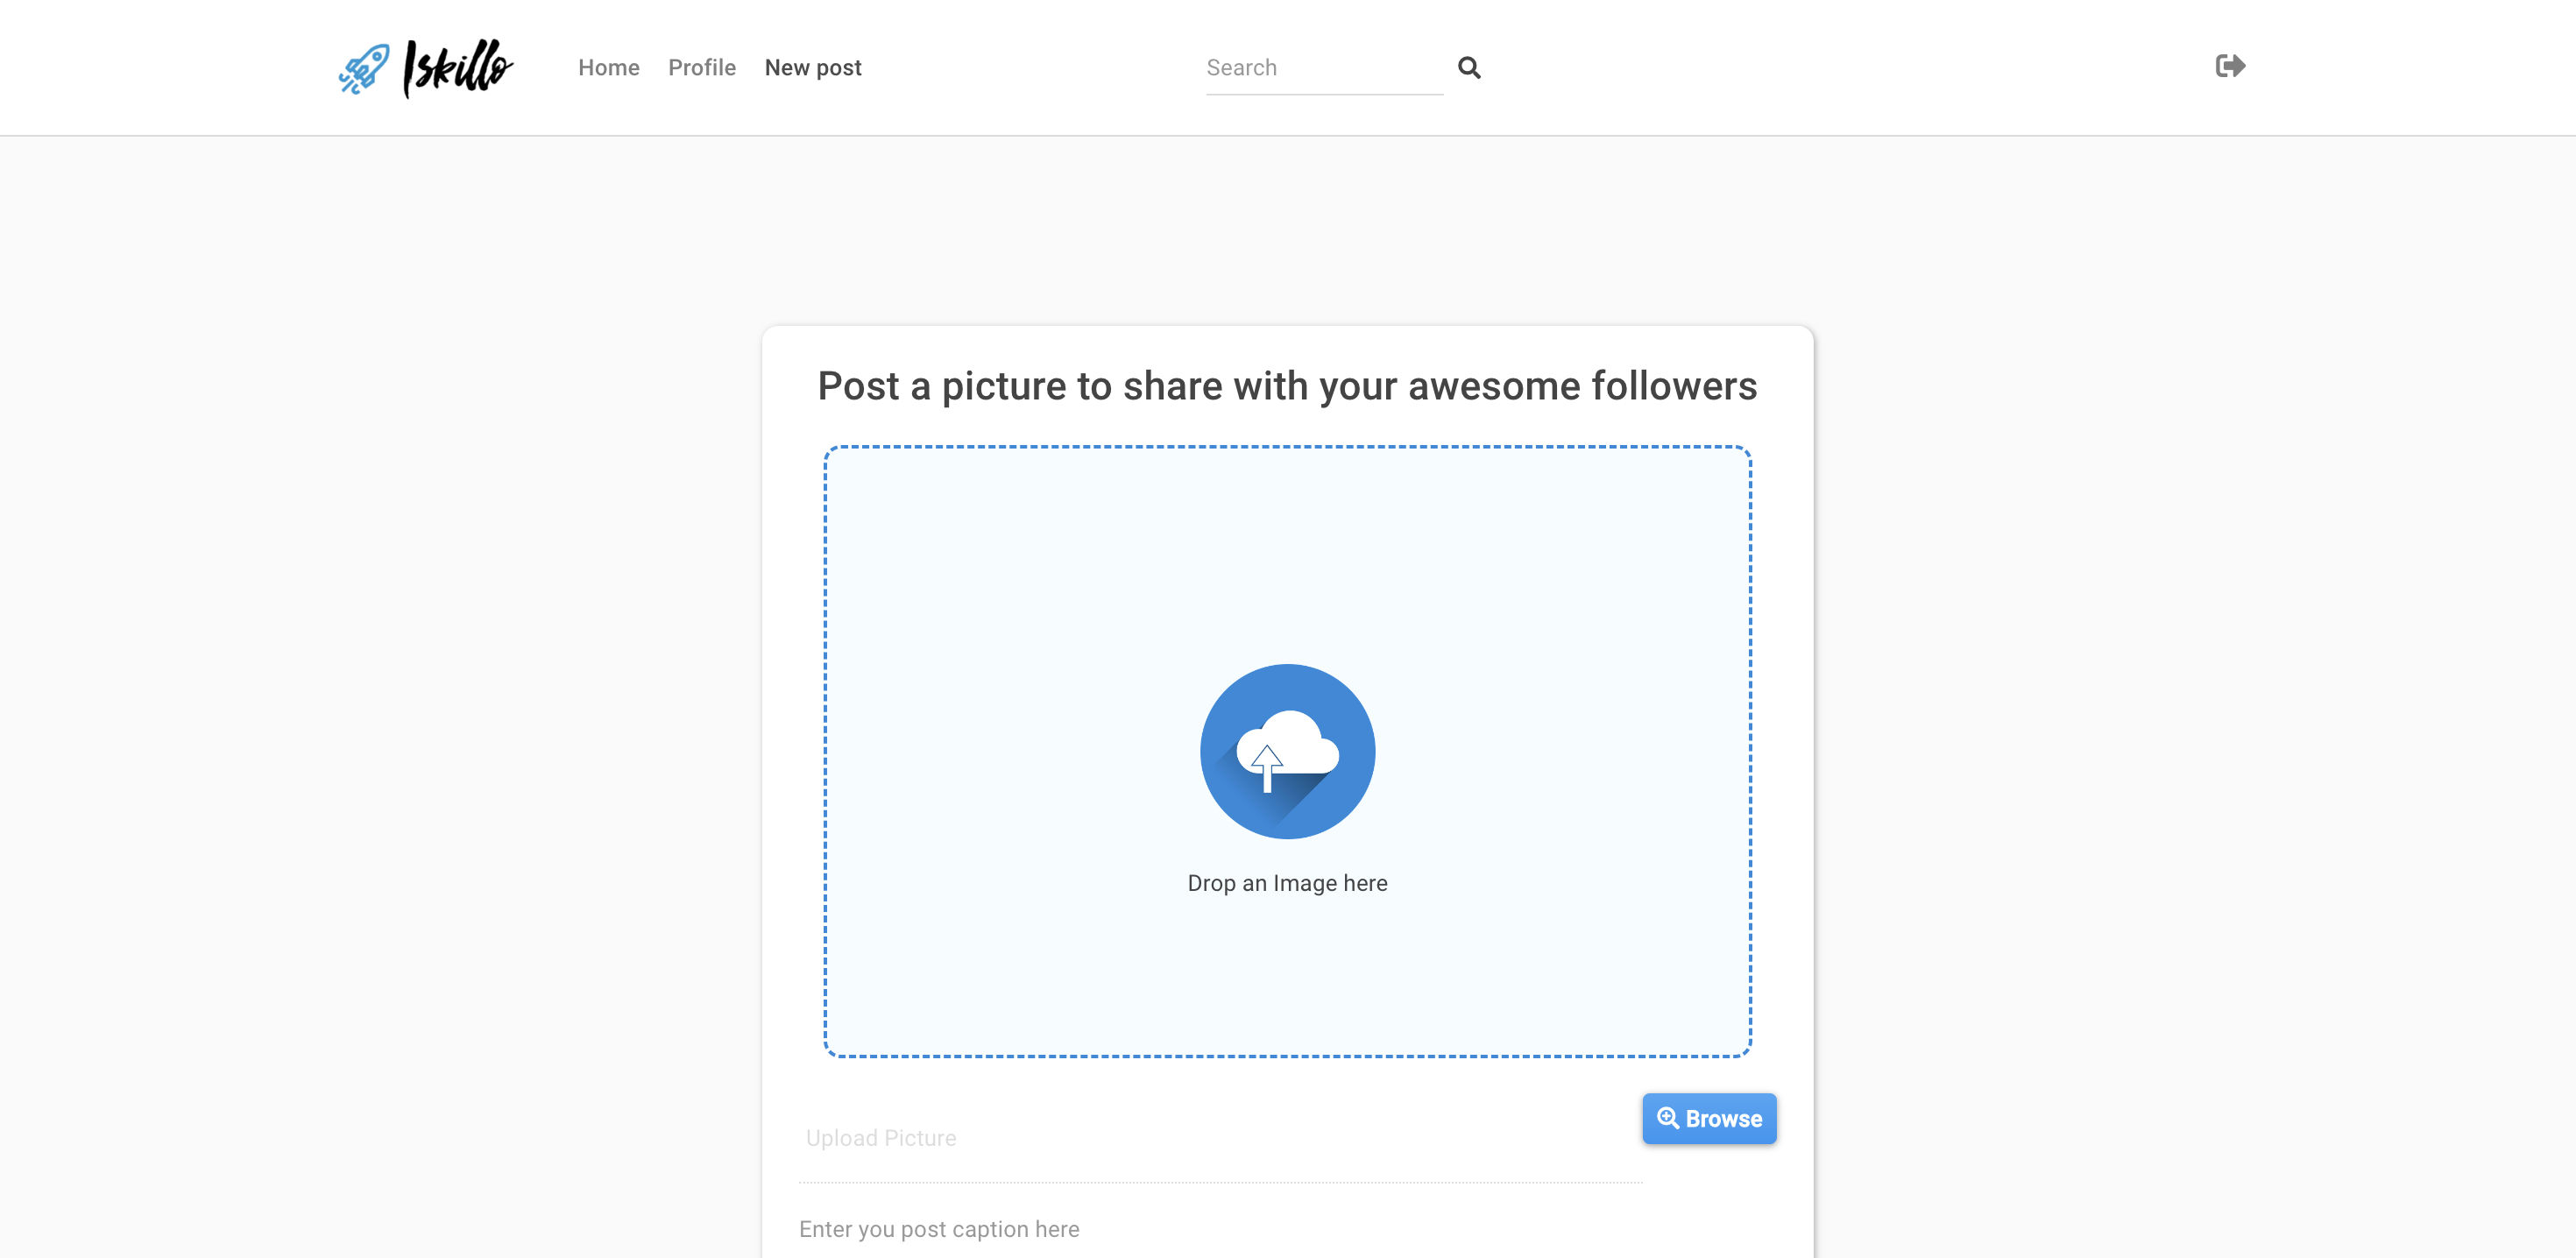 Iskillo
Home Profile New post
Search
Post a picture to share with your awesome followers
Drop an Image here
Browse
Upload Picture
Enter you post caption here